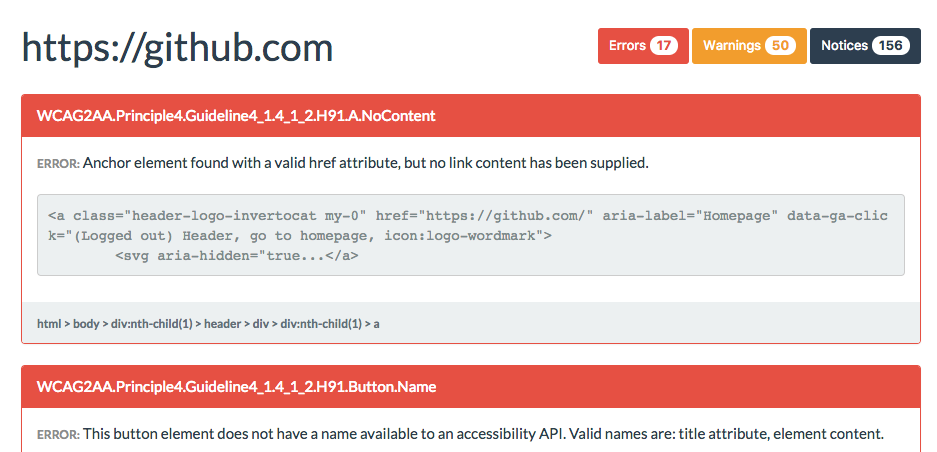 https://github.com
Errors 17 Warnings 50 Notices 156
WCAG2AA.Principle4.Guideline4_1.4_1_2.H91.A.NoContent
ERROR: Anchor element found with a valid href attribute, but no link content has been supplied.
<a class="header-logo-invertocat my-0" href="https://github.com/" aria-label="Homepage" data-ga-clic
k="(Logged out) Header, go to homepage, icon:logo-wordmark">
<svg aria-hidden="true...</a>
html > body > div:nth-child(1) > header > div > div:nth-child(1) > a
WCAG2AA.Principle4.Guideline4_1.4_1_2.H91.Button.Name
ERROR: This button element does not have a name available to an accessibility API. Valid names are: title attribute, element content.